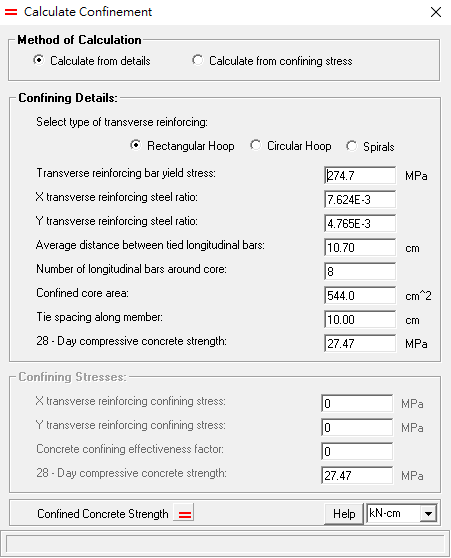 Calculate Confinement
Method of Calculation
Calculate from details Calculate from confining stress
Confining Details:
Select type of transverse reinforcing:
Rectangular Hoop Circular Hoop Spirals
Transverse reinforcing bar yield stress: 274.7 MPa
X transverse reinforcing steel ratio: 7.624E-3
Y transverse reinforcing steel ratio: 4.765E-3
Average distance between tied longitudinal bars: 10.70 cm
Number of longitudinal bars around core: 8
Confined core area: 544.0 cm^2
Tie spacing along member: 10.00 cm
28 - Day compressive concrete strength: 27.47 MPa
Confining Stresses:
X transverse reinforcing confining stress: 0 MPa
Y transverse reinforcing confining stress: 0 MPa
Concrete confining effectiveness factor: 0
28 - Day compressive concrete strength: 27.47 MPa
Confined Concrete Strength Help kN-cm